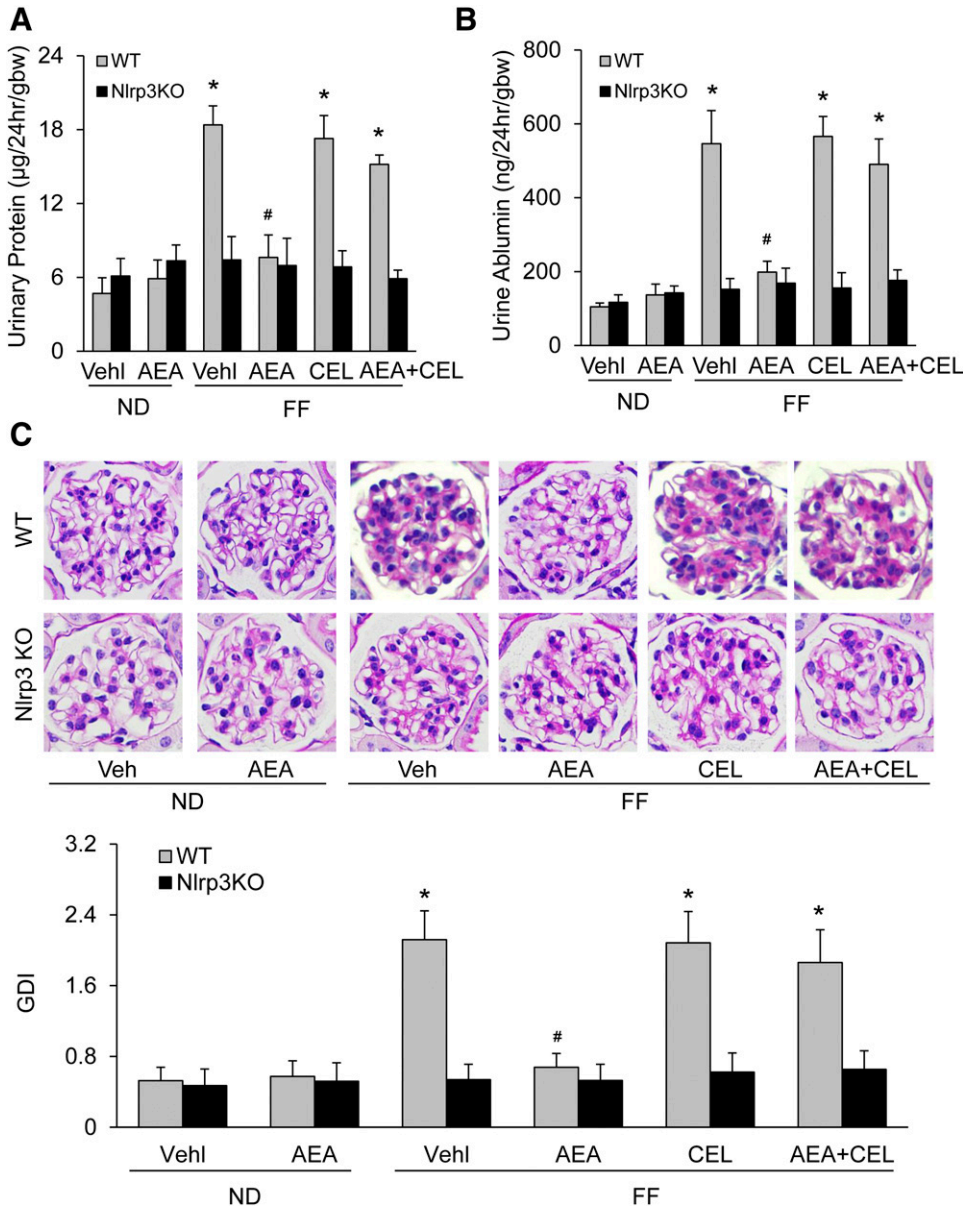 A
Urinary Protein (µg/24hr/gbw)
24
18
12
6
0
WT
Nlrp3KO
*
#
*
*
Vehl AEA Vehl AEA CEL AEA+CEL
ND FF
B
Urine Ablumin (ng/24hr/gbw)
800
600
400
200
0
WT
Nlrp3KO
*
#
*
*
Vehl AEA Vehl AEA CEL AEA+CEL
ND FF
C
WT
Nlrp3 KO
Veh AEA Veh AEA CEL AEA+CEL
ND FF
GDI
3.2
2.4
1.6
0.8
0
WT
Nlrp3KO
*
#
*
*
Vehl AEA Vehl AEA CEL AEA+CEL
ND FF